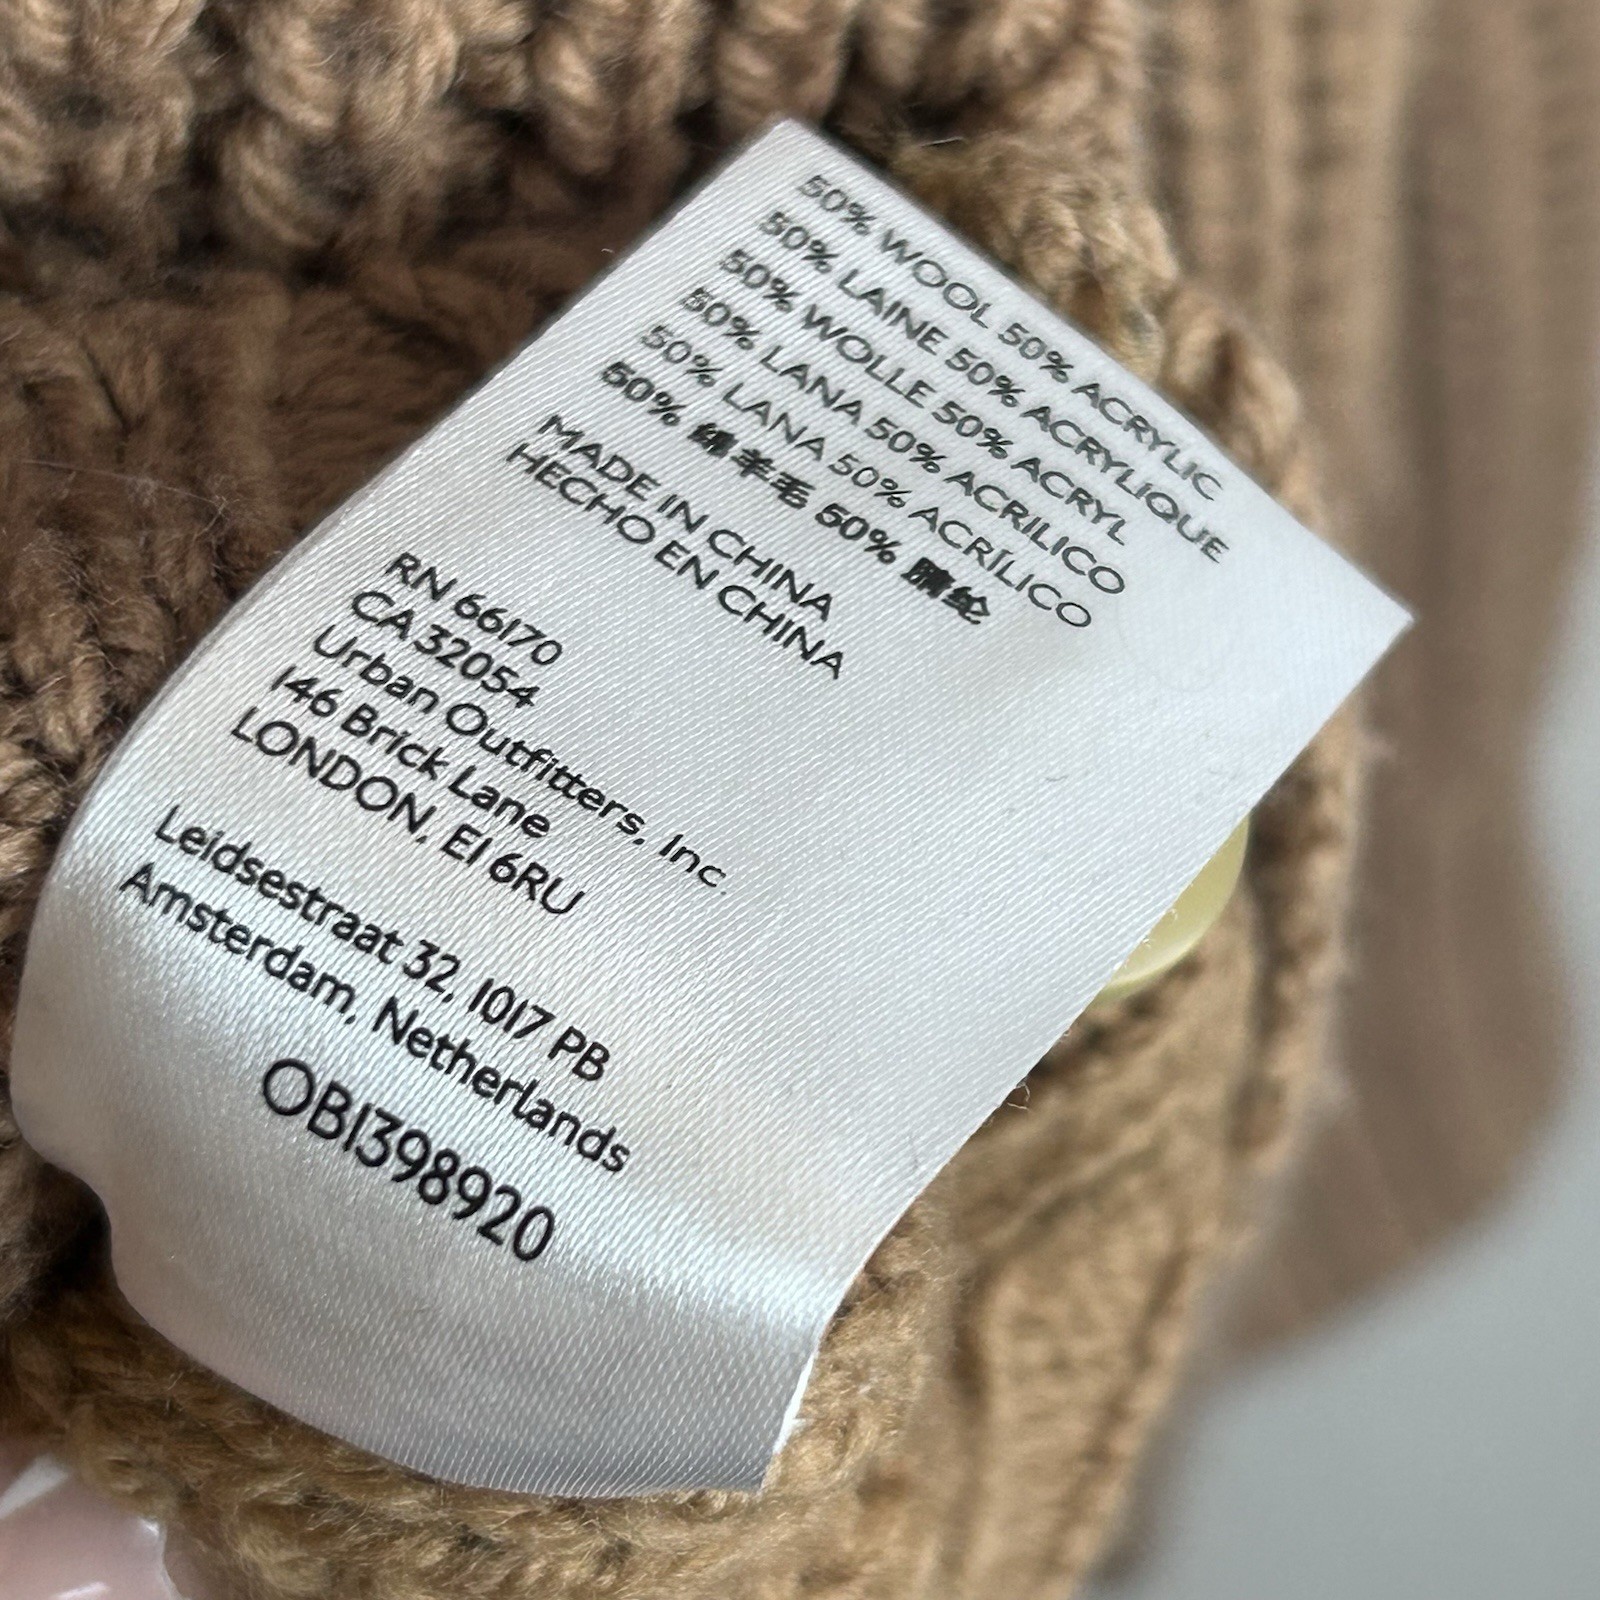 50% WOOL 50% ACRYLIC
50% LAINE 50% ACRYLIQUE
50% WOLLE 50% ACRYL
50% LANA 50% ACRILICO
50% LANA 50% ACRÍLICO
50% 绵羊毛 50% 腈纶
MADE IN CHINA
HECHO EN CHINA
RN 66170
CA 32054
Urban Outfitters, Inc.
146 Brick Lane
LONDON, E1 6RU
Leidsestraat 32, 1017 PB
Amsterdam, Netherlands
OB1398920